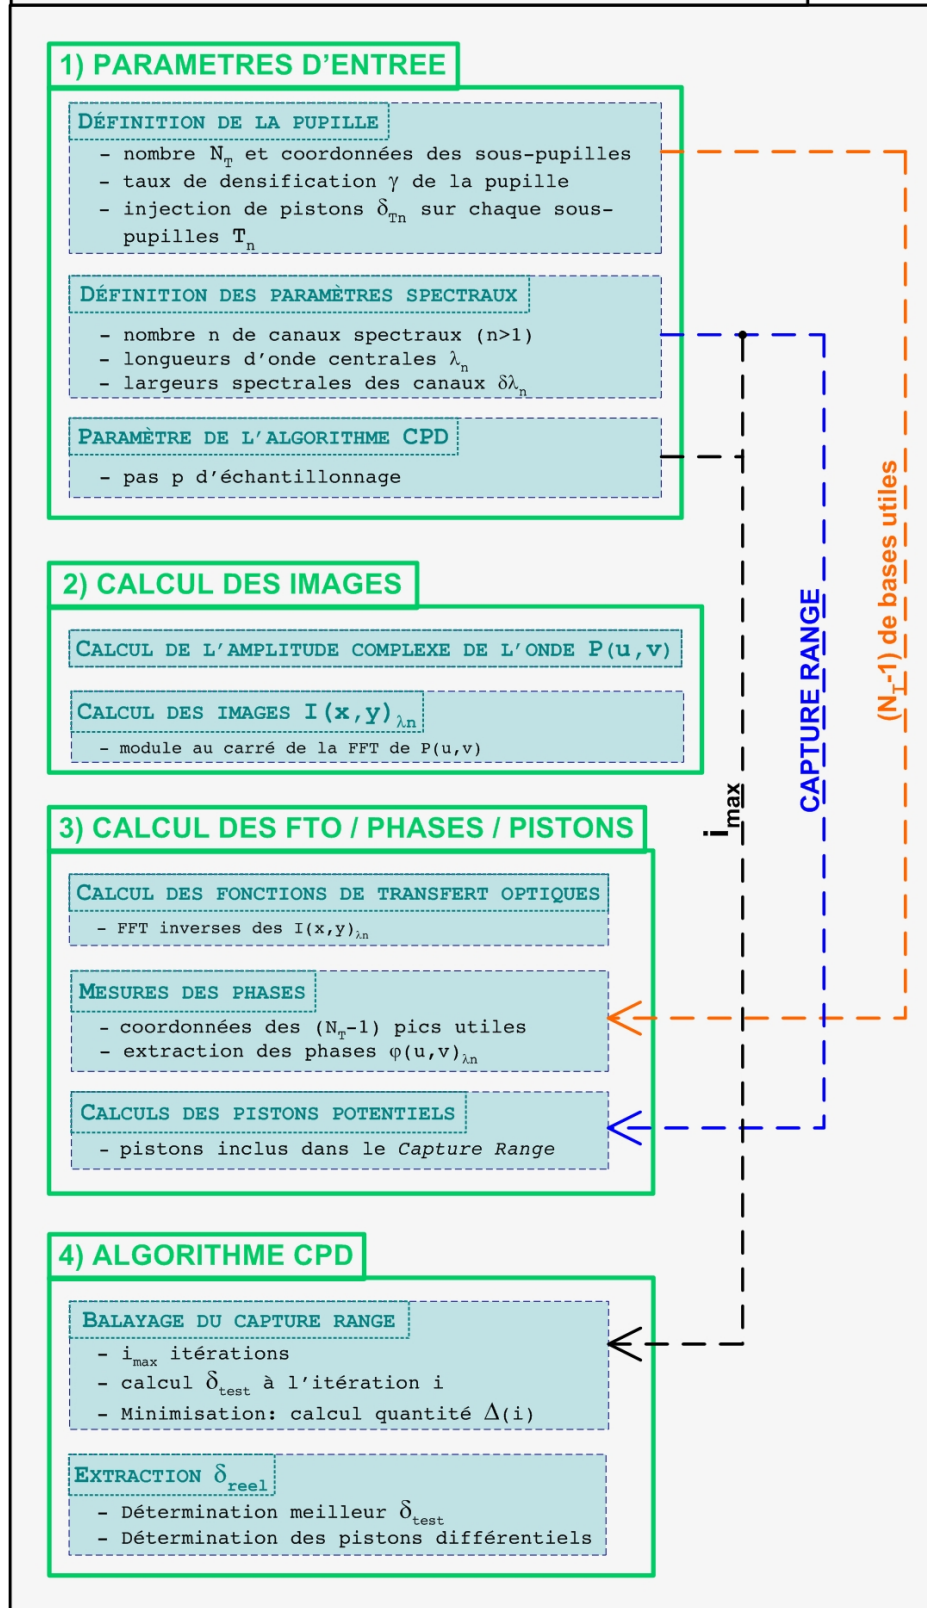 1) PARAMETRES D'ENTREE
DÉFINITION DE LA PUPILLE
- nombre N_T et coordonnées des sous-pupilles
- taux de densification γ de la pupille
- injection de pistons δ_Tn sur chaque sous-
pupilles T_n
DÉFINITION DES PARAMÈTRES SPECTRAUX
- nombre n de canaux spectraux (n>1)
- longueurs d'onde centrales λ_n
- largeurs spectrales des canaux δλ_n
PARAMÈTRE DE L'ALGORITHME CPD
- pas p d'échantillonnage
2) CALCUL DES IMAGES
CALCUL DE L'AMPLITUDE COMPLEXE DE L'ONDE P(u,v)
CALCUL DES IMAGES I(x,y)_λn
- module au carré de la FFT de P(u,v)
3) CALCUL DES FTO / PHASES / PISTONS
CALCUL DES FONCTIONS DE TRANSFERT OPTIQUES
- FFT inverses des I(x,y)_λn
MESURES DES PHASES
- coordonnées des (N_T-1) pics utiles
- extraction des phases φ(u,v)_λn
CALCULS DES PISTONS POTENTIELS
- pistons inclus dans le Capture Range
4) ALGORITHME CPD
BALAYAGE DU CAPTURE RANGE
- i_max itérations
- calcul δ_test à l'itération i
- Minimisation: calcul quantité Δ(i)
EXTRACTION δ_reel
- Détermination meilleur δ_test
- Détermination des pistons différentiels
i_max
CAPTURE RANGE
(N_T-1) de bases utiles